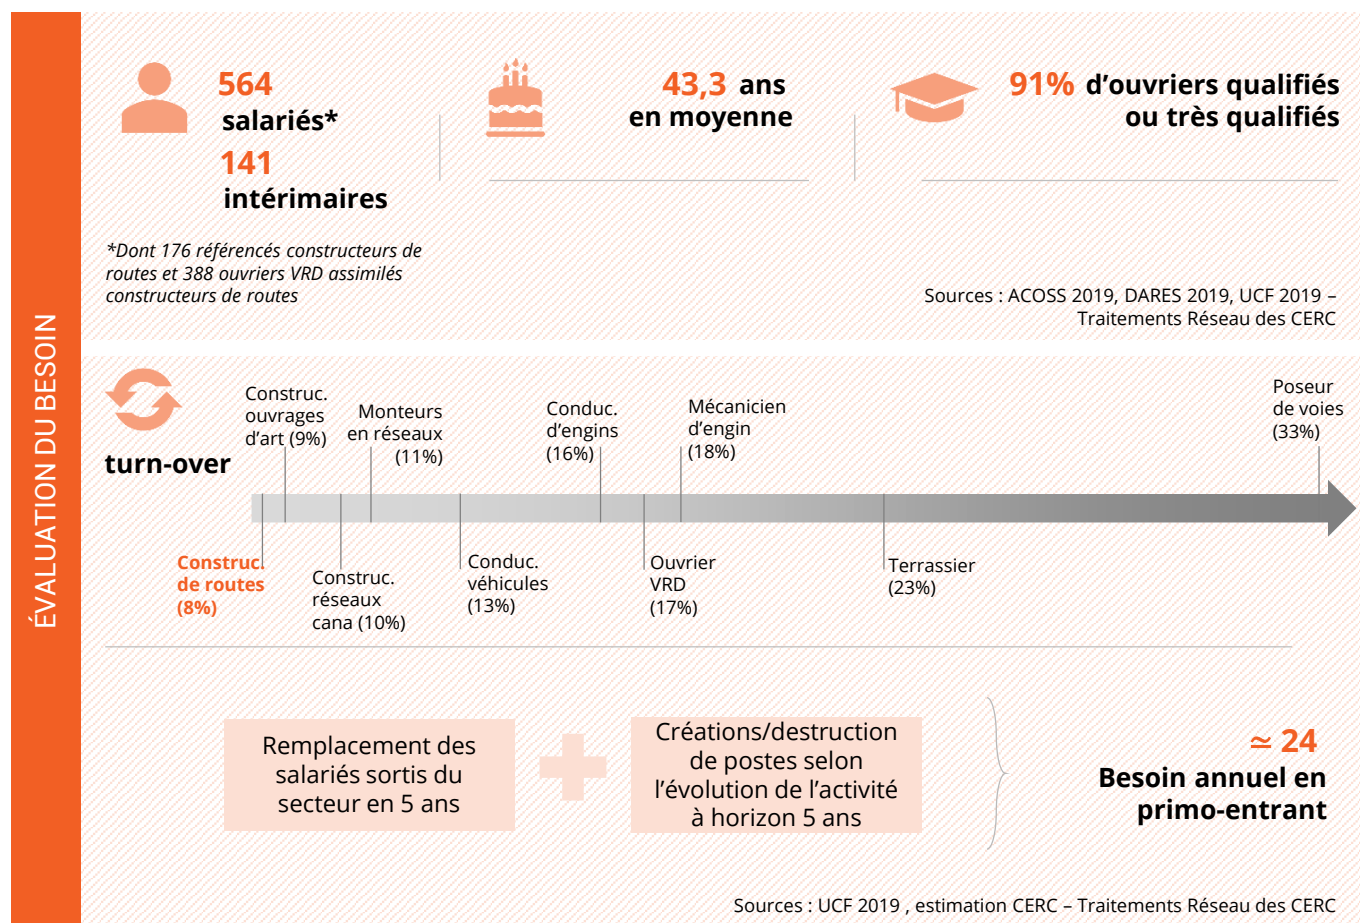 ÉVALUATION DU BESOIN
564
salariés*
141
intérimaires
*Dont 176 référencés constructeurs de
routes et 388 ouvriers VRD assimilés
constructeurs de routes
43,3 ans
en moyenne
91% d'ouvriers qualifiés
ou très qualifiés
Sources : ACOSS 2019, DARES 2019, UCF 2019 –
Traitements Réseau des CERC
turn-over
Construc.
ouvrages
d'art (9%)
Monteurs
en réseaux
(11%)
Conduc.
d'engins
(16%)
Mécanicien
d'engin
(18%)
Poseur
de voies
(33%)
Construc.
de routes
(8%)
Construc.
réseaux
cana (10%)
Conduc.
véhicules
(13%)
Ouvrier
VRD
(17%)
Terrassier
(23%)
Remplacement des
salariés sortis du
secteur en 5 ans
Créations/destruction
de postes selon
l'évolution de l'activité
à horizon 5 ans
≃ 24
Besoin annuel en
primo-entrant
Sources : UCF 2019 , estimation CERC – Traitements Réseau des CERC